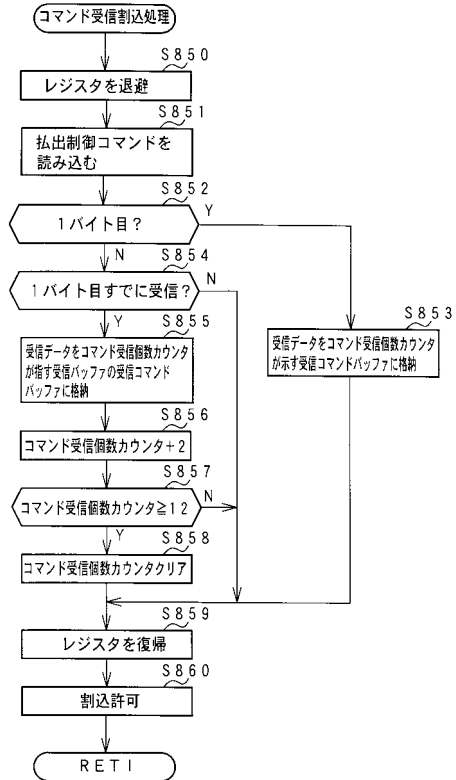 コマンド受信割込処理
S850
レジスタを退避
S851
払出制御コマンドを
読み込む
S852
1バイト目?
Y
N
S854
1バイト目すでに受信?
N
Y
S855
受信データをコマンド受信個数カウンタ
が指す受信バッファの受信コマンド
バッファに格納
S853
受信データをコマンド受信個数カウンタ
が示す受信コマンドバッファに格納
S856
コマンド受信個数カウンタ+2
S857
コマンド受信個数カウンタ≧12
N
Y
S858
コマンド受信個数カウンタクリア
S859
レジスタを復帰
S860
割込許可
RETI